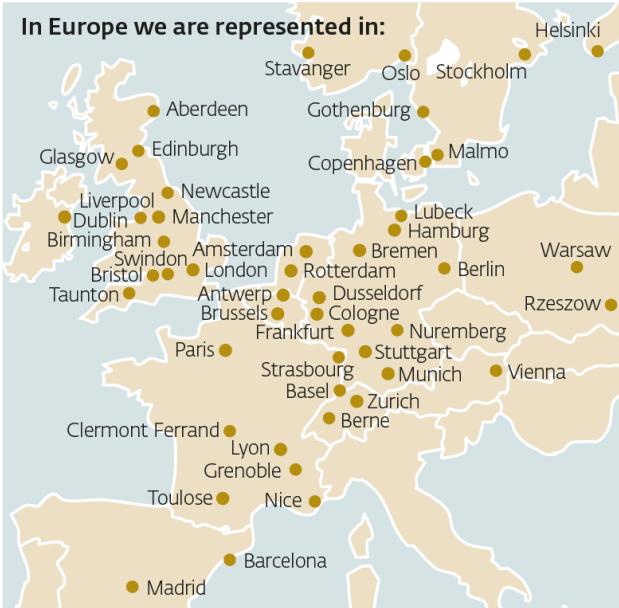 In Europe we are represented in:
Helsinki
Stavanger
Oslo
Stockholm
Aberdeen
Gothenburg
Edinburgh
Glasgow
Malmo
Copenhagen
Newcastle
Liverpool
Dublin
Manchester
Lubeck
Hamburg
Birmingham
Amsterdam
Bremen
Warsaw
Swindon
Bristol
London
Rotterdam
Berlin
Taunton
Antwerp
Dusseldorf
Rzeszow
Brussels
Cologne
Frankfurt
Nuremberg
Paris
Stuttgart
Strasbourg
Munich
Vienna
Basel
Zurich
Berne
Clermont Ferrand
Lyon
Grenoble
Toulose
Nice
Barcelona
Madrid